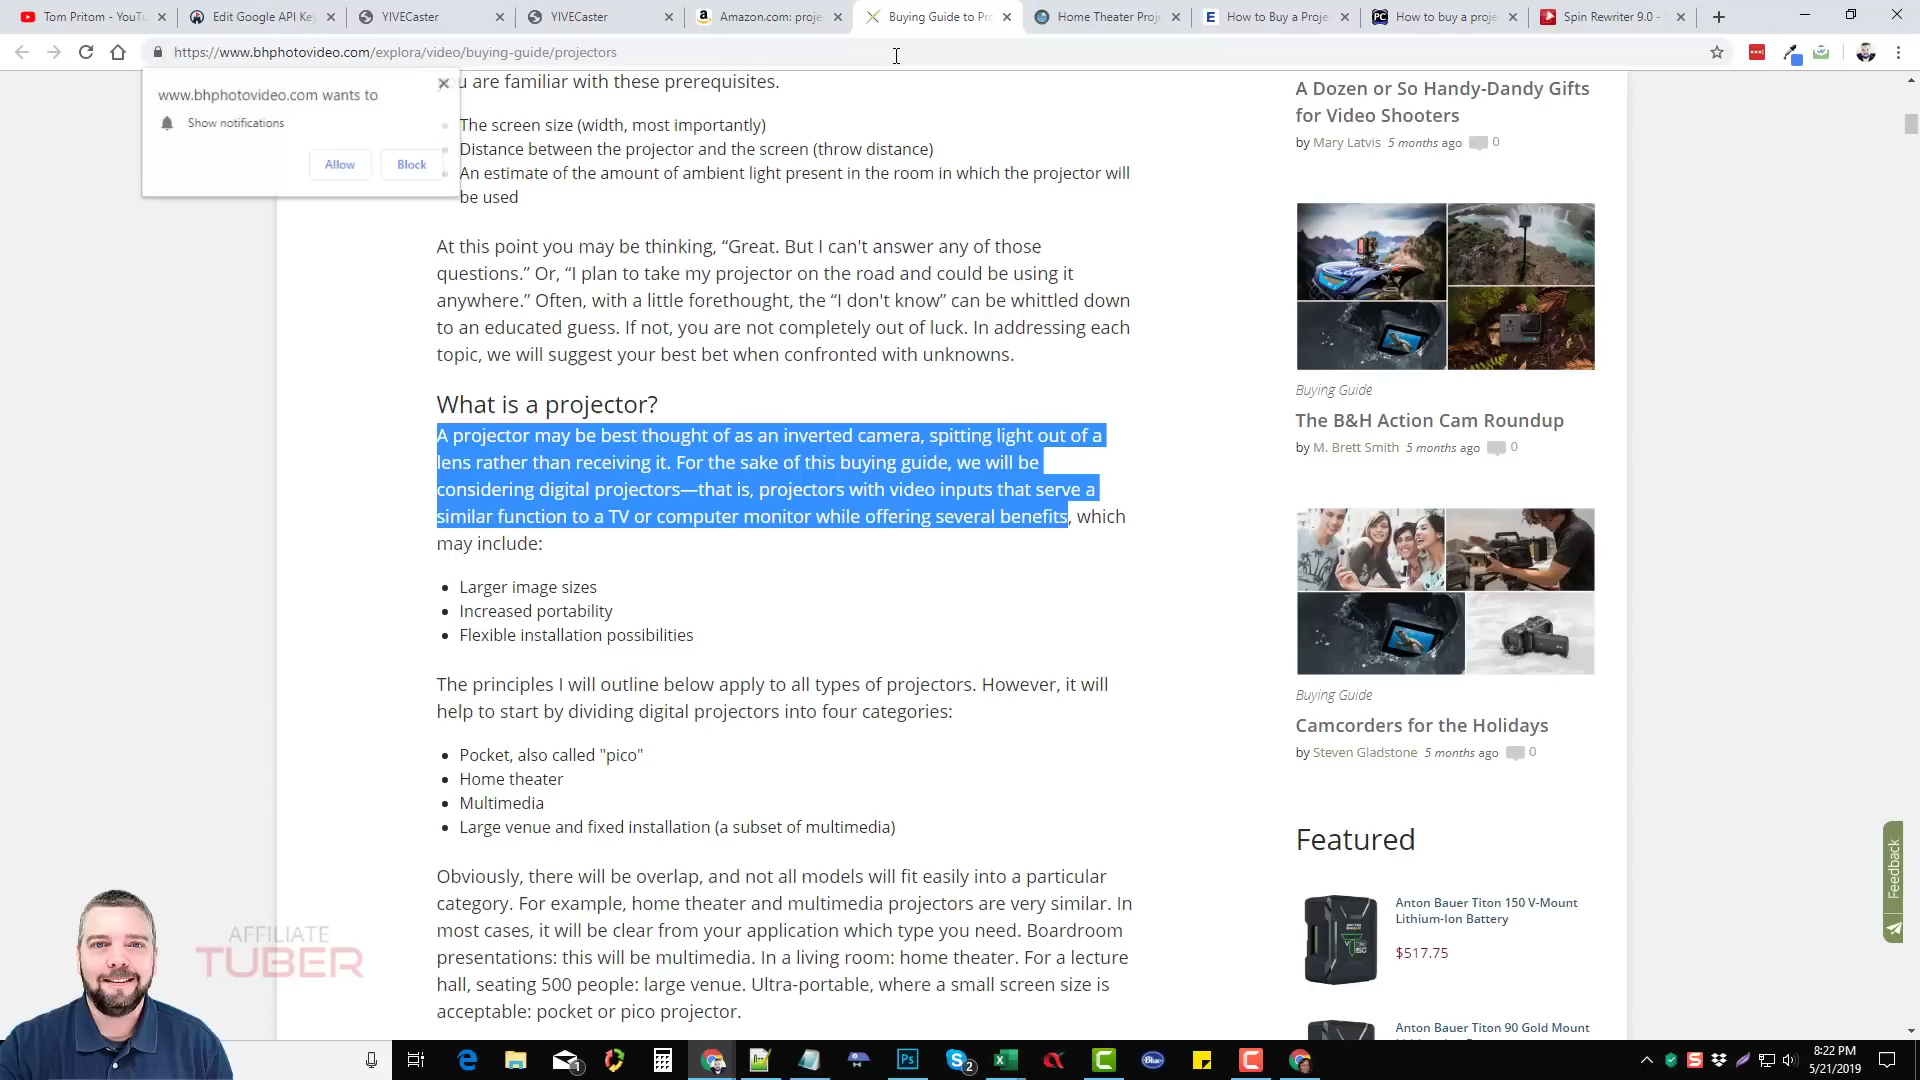 Tom Priton - YouTu
Edit Google API Key
YIVECaster
YIVECaster
Amazon.com: proje
Buying Guide to Pro
Home Theater Proje
How to Buy a Proje
How to buy a proje
Spin Rewriter 9.0 -
https://www.bhphotovideo.com/explora/video/buying-guide/projectors
www.bhphotovideo.com wants to
Show notifications
Allow
Block
u are familiar with these prerequisites.
The screen size (width, most importantly)
Distance between the projector and the screen (throw distance)
An estimate of the amount of ambient light present in the room in which the projector will
be used
At this point you may be thinking, “Great. But I can't answer any of those
questions.” Or, “I plan to take my projector on the road and could be using it
anywhere.” Often, with a little forethought, the “I don't know” can be whittled down
to an educated guess. If not, you are not completely out of luck. In addressing each
topic, we will suggest your best bet when confronted with unknowns.
What is a projector?
A projector may be best thought of as an inverted camera, spitting light out of a
lens rather than receiving it. For the sake of this buying guide, we will be
considering digital projectors—that is, projectors with video inputs that serve a
similar function to a TV or computer monitor while offering several benefits, which
may include:
Larger image sizes
Increased portability
Flexible installation possibilities
The principles I will outline below apply to all types of projectors. However, it will
help to start by dividing digital projectors into four categories:
Pocket, also called "pico"
Home theater
Multimedia
Large venue and fixed installation (a subset of multimedia)
Obviously, there will be overlap, and not all models will fit easily into a particular
category. For example, home theater and multimedia projectors are very similar. In
most cases, it will be clear from your application which type you need. Boardroom
presentations: this will be multimedia. In a living room: home theater. For a lecture
hall, seating 500 people: large venue. Ultra-portable, where a small screen size is
acceptable: pocket or pico projector.
A Dozen or So Handy-Dandy Gifts
for Video Shooters
by Mary Latvis 5 months ago 0
Buying Guide
The B&H Action Cam Roundup
by M. Brett Smith 5 months ago 0
Buying Guide
Camcorders for the Holidays
by Steven Gladstone 5 months ago 0
Featured
Anton Bauer Titon 150 V-Mount
Lithium-Ion Battery
$517.75
Anton Bauer Titon 90 Gold Mount
Feedback
AFFILIATE
TUBER
8:22 PM
5/21/2019